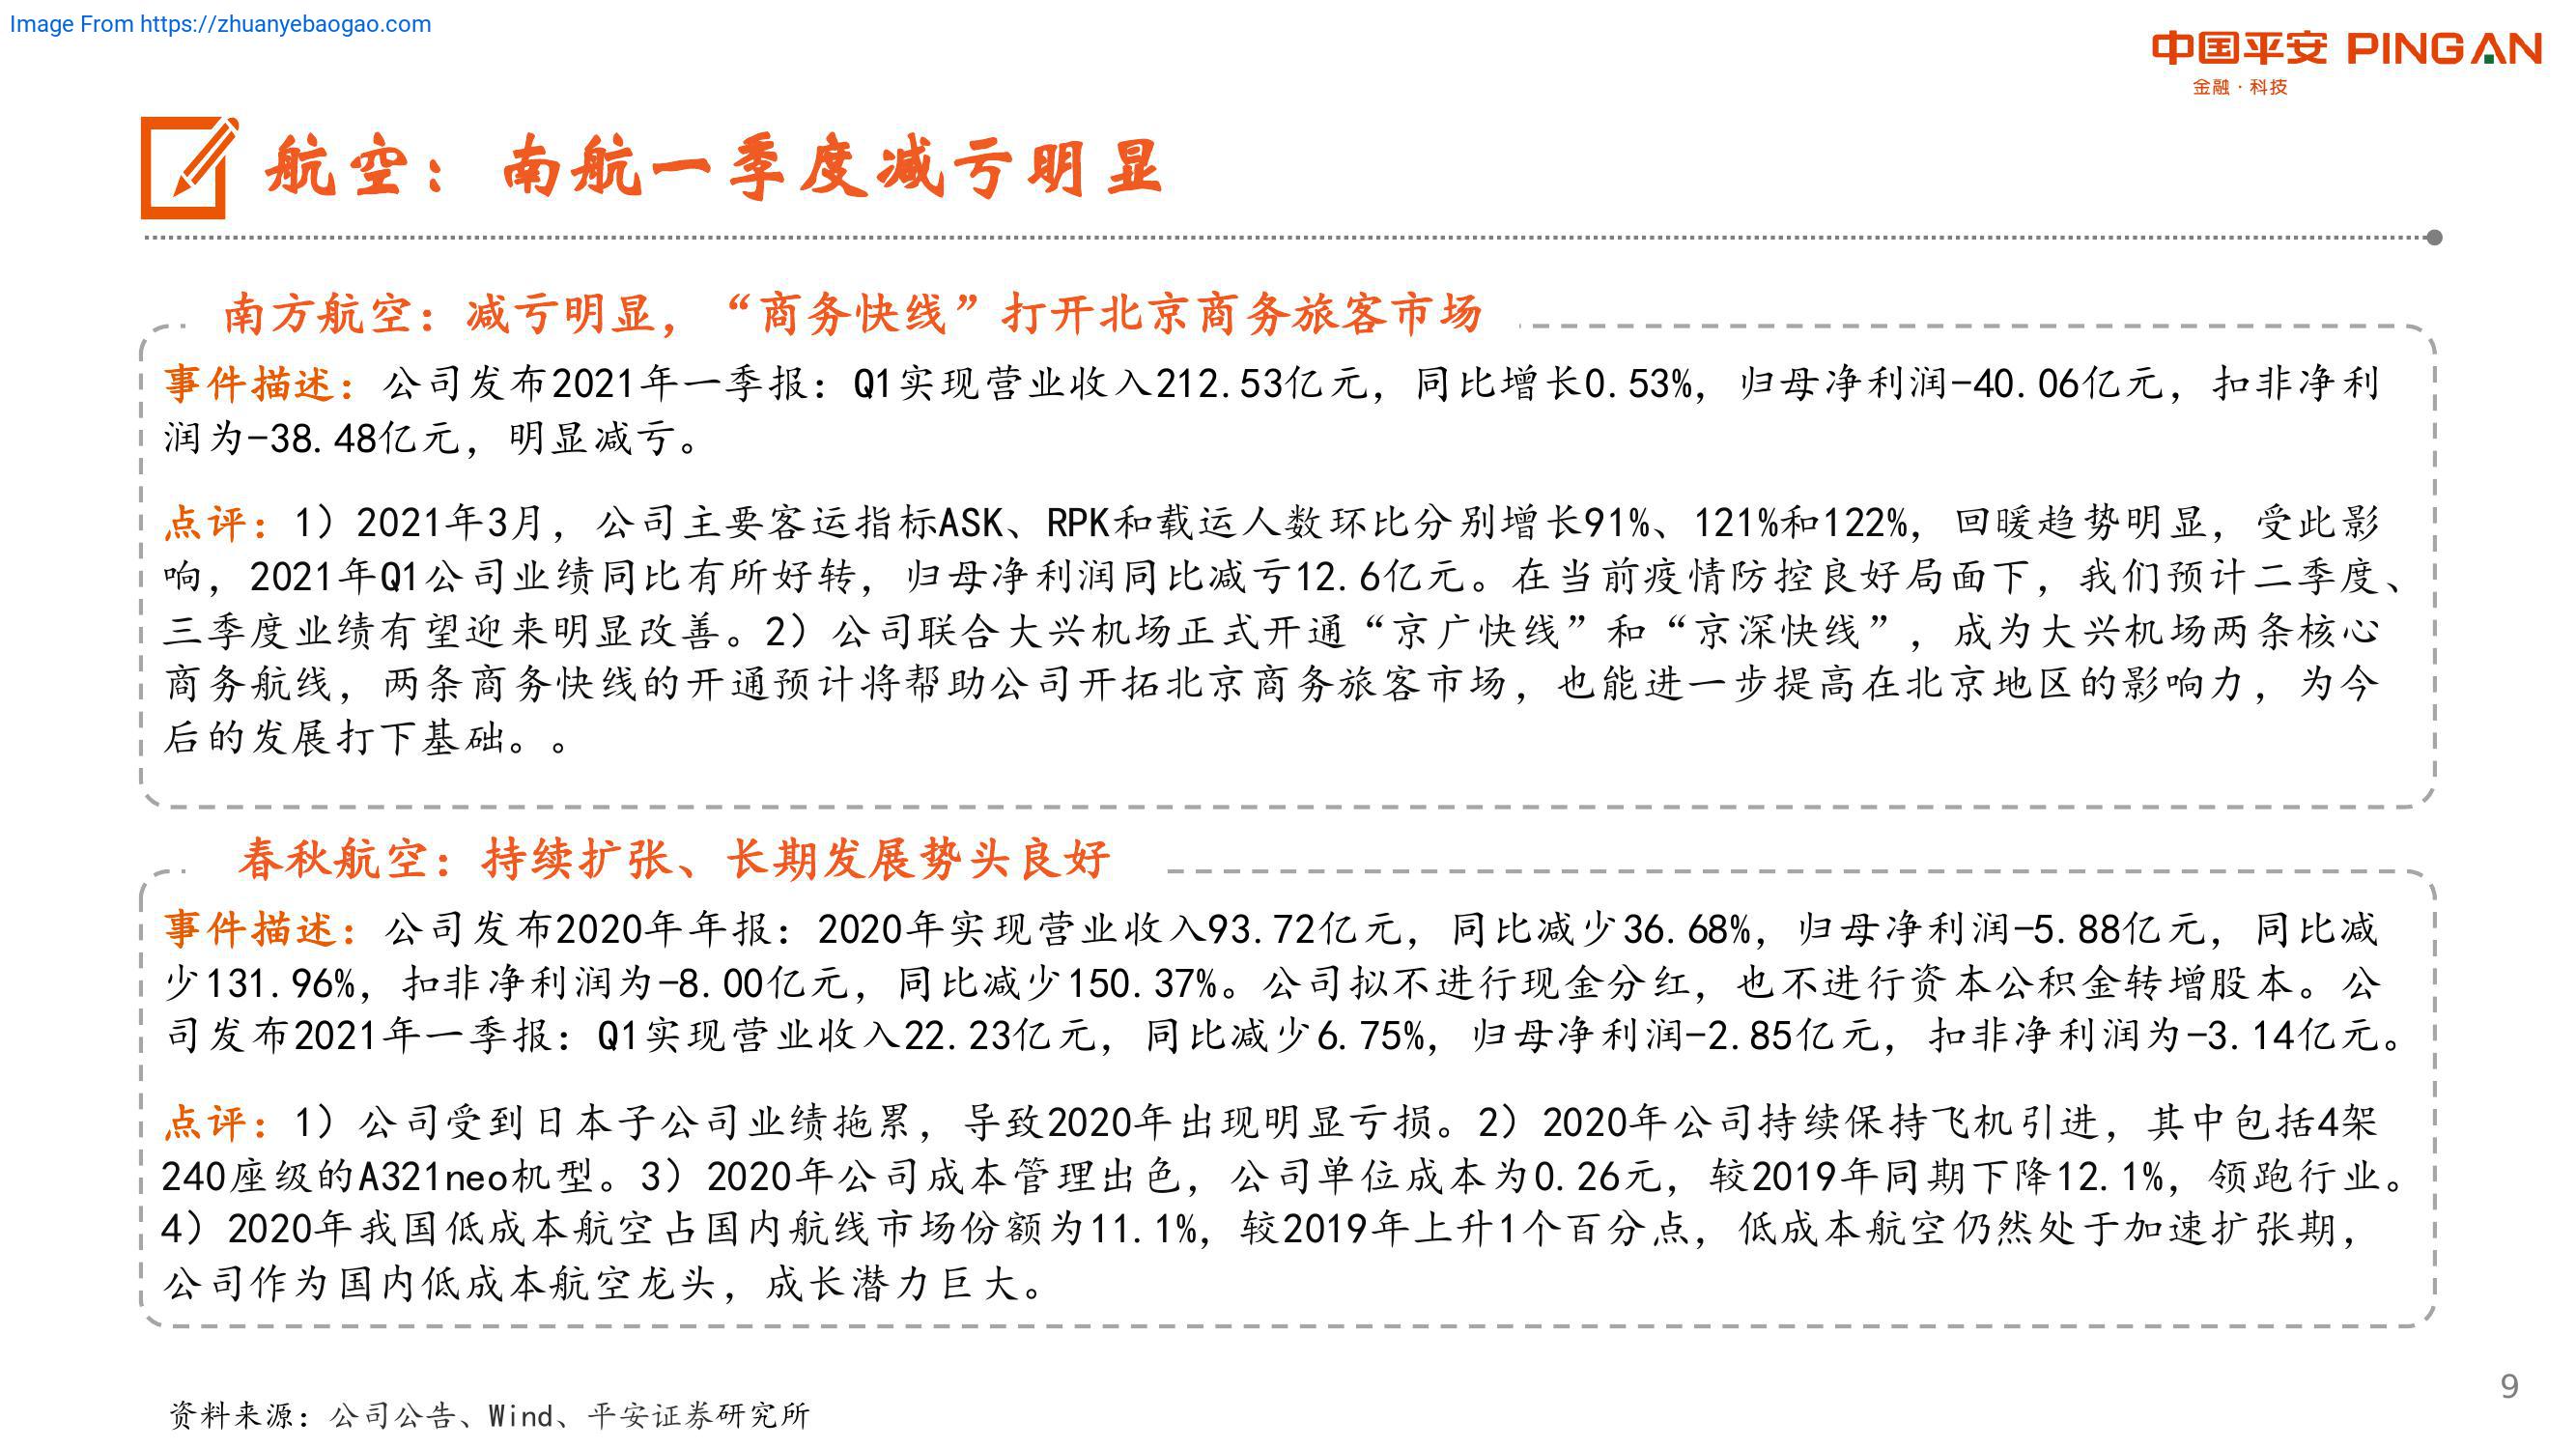 Image From https://zhuanyebaogao.com
中国平安 PINGAN
金融·科技
航空：南航一季度减亏明显
南方航空：减亏明显，“商务快线”打开北京商务旅客市场
事件描述：公司发布2021年一季报：Q1实现营业收入212.53亿元，同比增长0.53%，归母净利润-40.06亿元，扣非净利
润为-38.48亿元，明显减亏。
点评：1）2021年3月，公司主要客运指标ASK、RPK和载运人数环比分别增长91%、121%和122%，回暖趋势明显，受此影
响，2021年Q1公司业绩同比有所好转，归母净利润同比减亏12.6亿元。在当前疫情防控良好局面下，我们预计二季度、
三季度业绩有望迎来明显改善。2）公司联合大兴机场正式开通“京广快线”和“京深快线”，成为大兴机场两条核心
商务航线，两条商务快线的开通预计将帮助公司开拓北京商务旅客市场，也能进一步提高在北京地区的影响力，为今
后的发展打下基础。。
春秋航空：持续扩张、长期发展势头良好
事件描述：公司发布2020年年报：2020年实现营业收入93.72亿元，同比减少36.68%，归母净利润-5.88亿元，同比减
少131.96%，扣非净利润为-8.00亿元，同比减少150.37%。公司拟不进行现金分红，也不进行资本公积金转增股本。公
司发布2021年一季报：Q1实现营业收入22.23亿元，同比减少6.75%，归母净利润-2.85亿元，扣非净利润为-3.14亿元。
点评：1）公司受到日本子公司业绩拖累，导致2020年出现明显亏损。2）2020年公司持续保持飞机引进，其中包括4架
240座级的A321neo机型。3）2020年公司成本管理出色，公司单位成本为0.26元，较2019年同期下降12.1%，领跑行业。
4）2020年我国低成本航空占国内航线市场份额为11.1%，较2019年上升1个百分点，低成本航空仍然处于加速扩张期，
公司作为国内低成本航空龙头，成长潜力巨大。
资料来源：公司公告、Wind、平安证券研究所
9